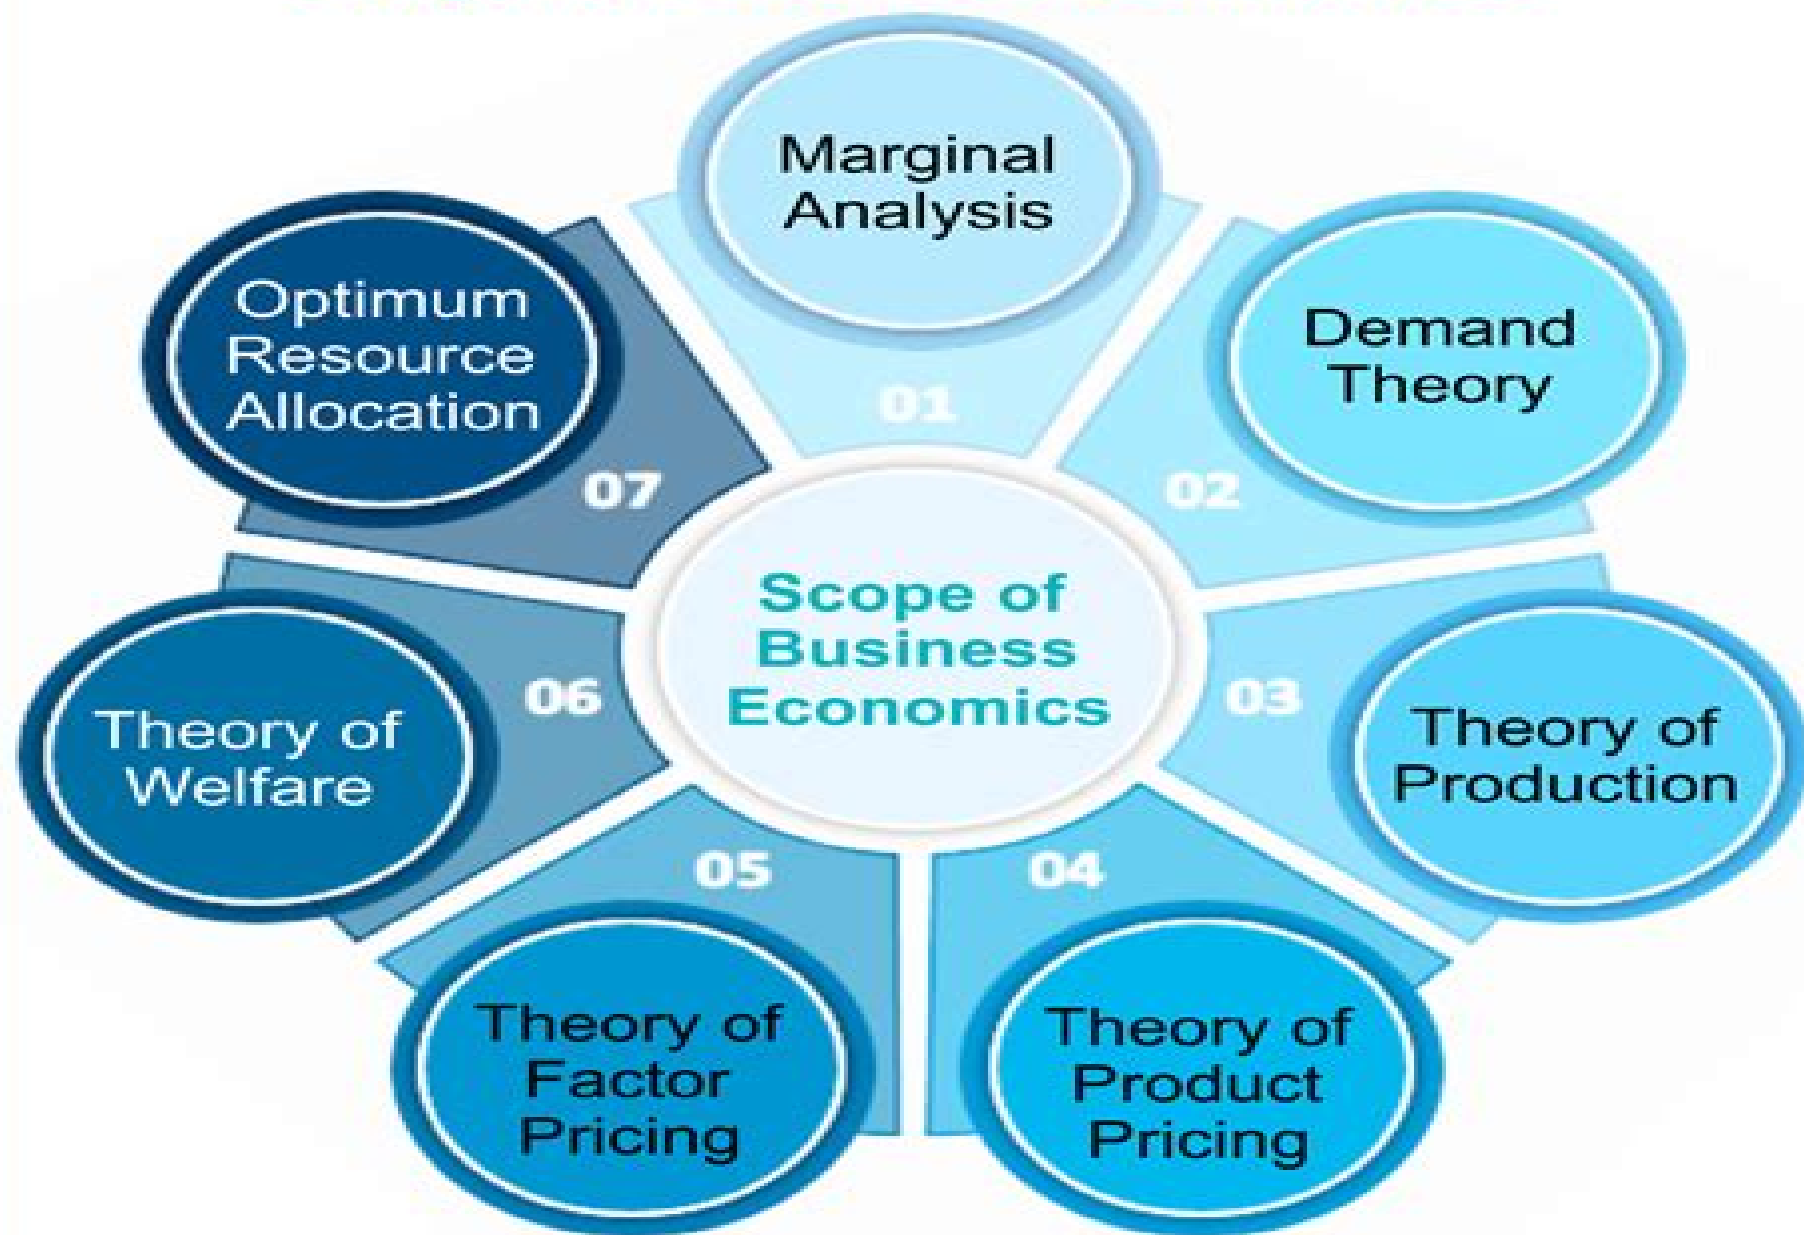 Marginal
Analysis
01
Demand
Theory
02
Theory of
Production
03
Theory of
Product
Pricing
04
Theory of
Factor
Pricing
05
Theory of
Welfare
06
Optimum
Resource
Allocation
07
Scope of
Business
Economics